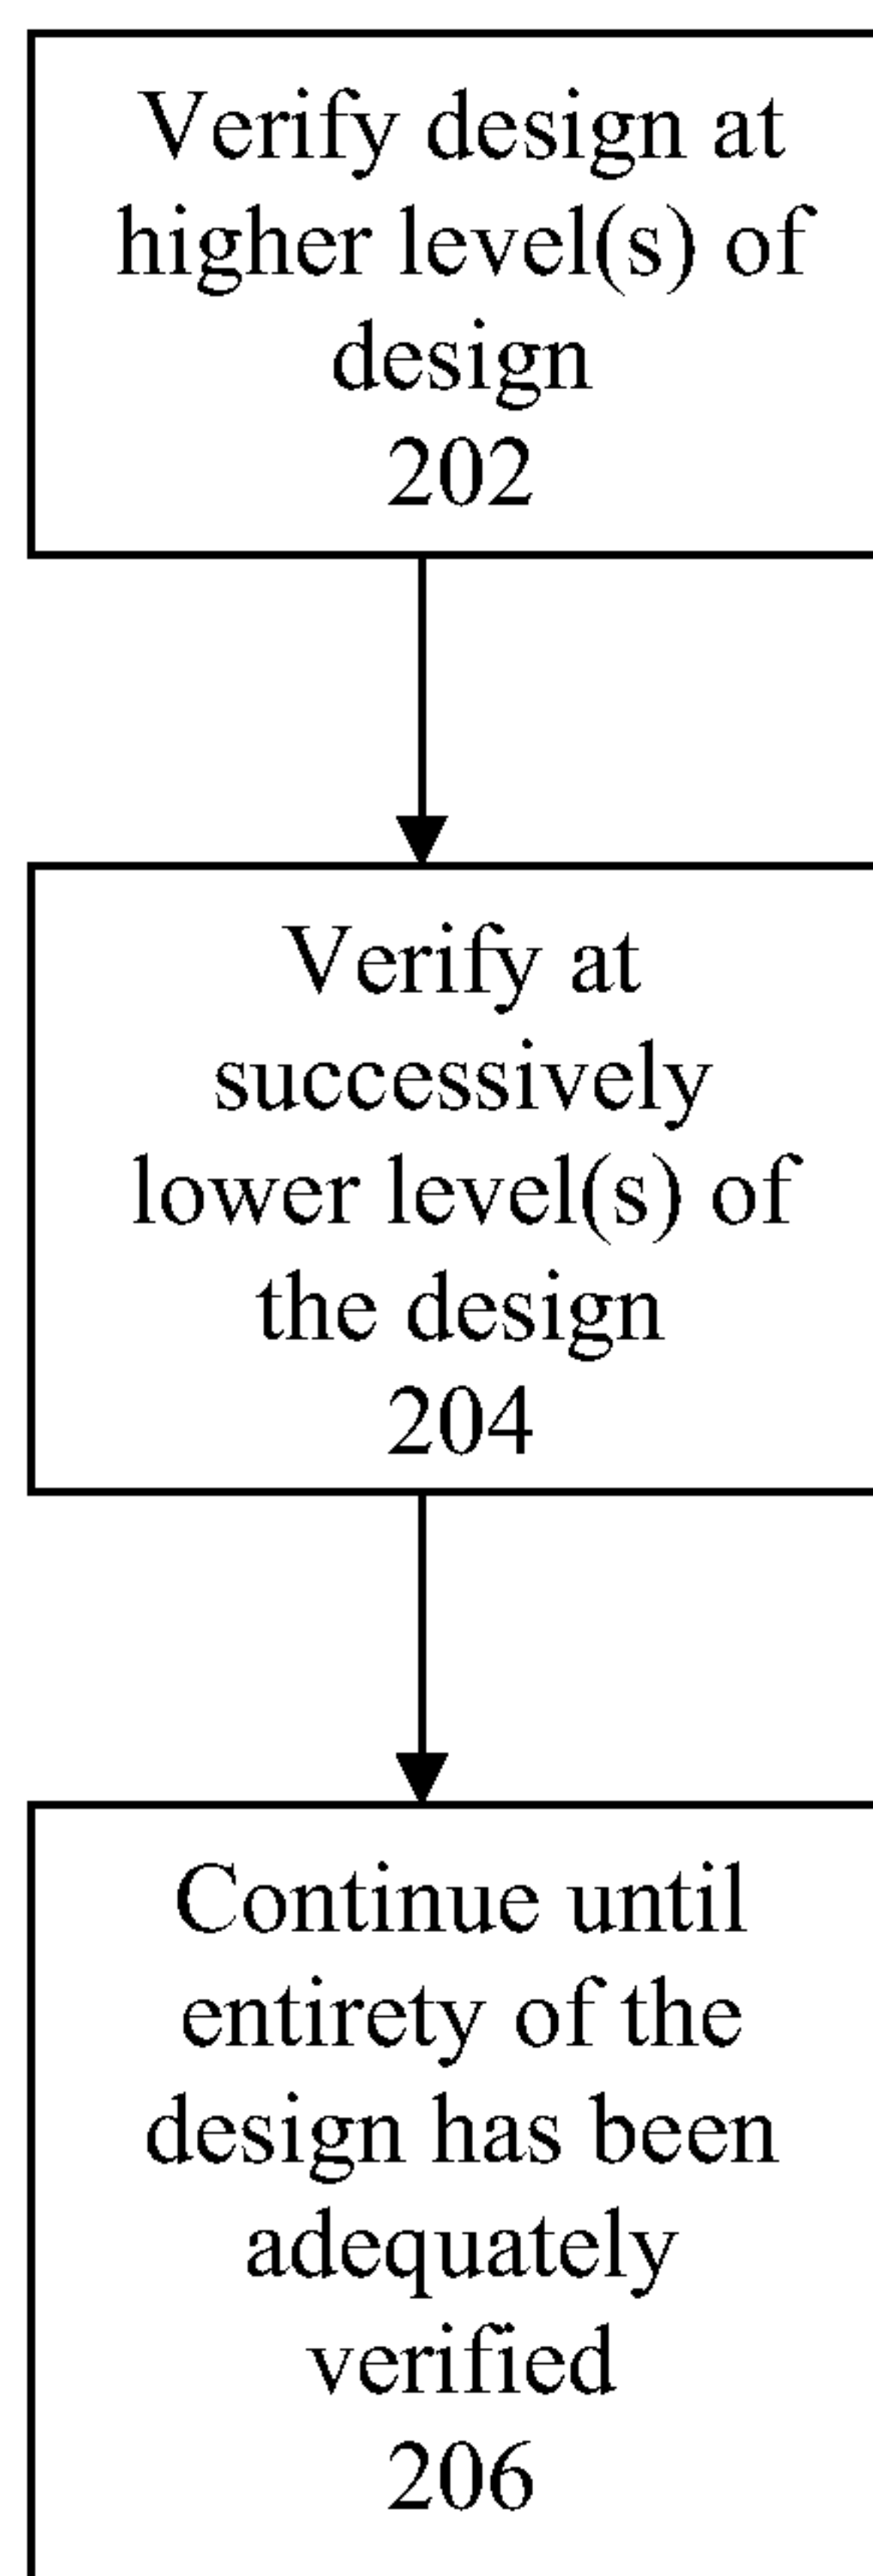 Verify design at
higher level(s) of
design
202
Verify at
successively
lower level(s) of
the design
204
Continue until
entirety of the
design has been
adequately
verified
206